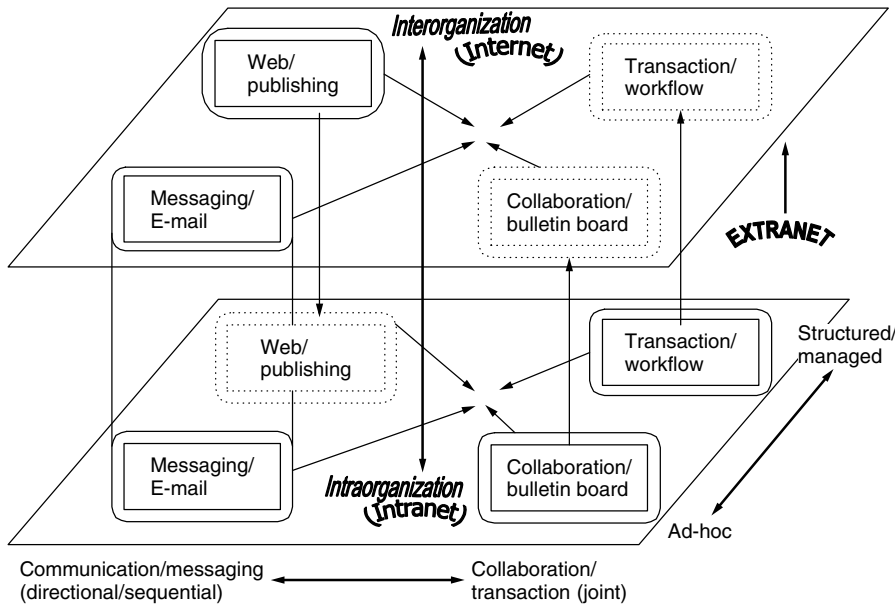 Interorganization
(Internet)
Web/
publishing
Transaction/
workflow
Messaging/
E-mail
Collaboration/
bulletin board
EXTRANET
Web/
publishing
Transaction/
workflow
Structured/
managed
Messaging/
E-mail
Collaboration/
bulletin board
Intraorganization
(Intranet)
Ad-hoc
Communication/messaging
(directional/sequential)
Collaboration/
transaction (joint)